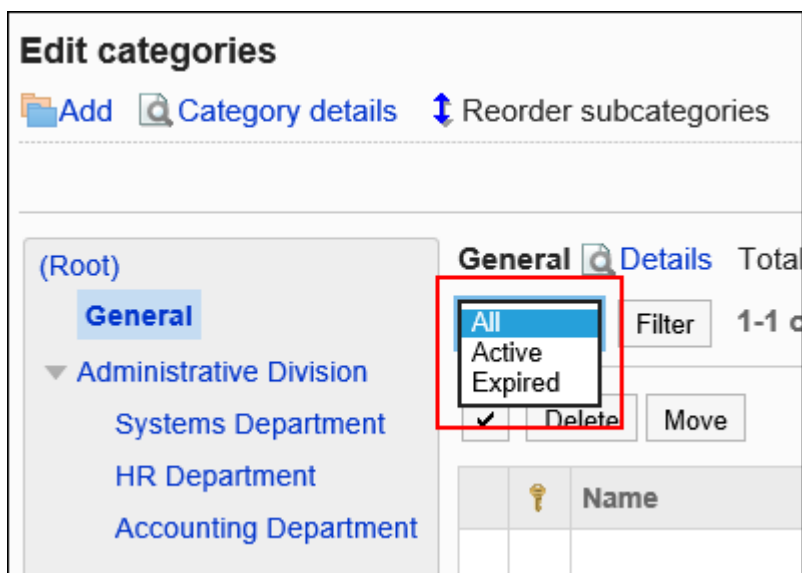 Edit categories
Add Category details Reorder subcategories
(Root)
General
Administrative Division
Systems Department
HR Department
Accounting Department
General Details Total
All
Active
Expired
Filter 1-1
Delete Move
Name